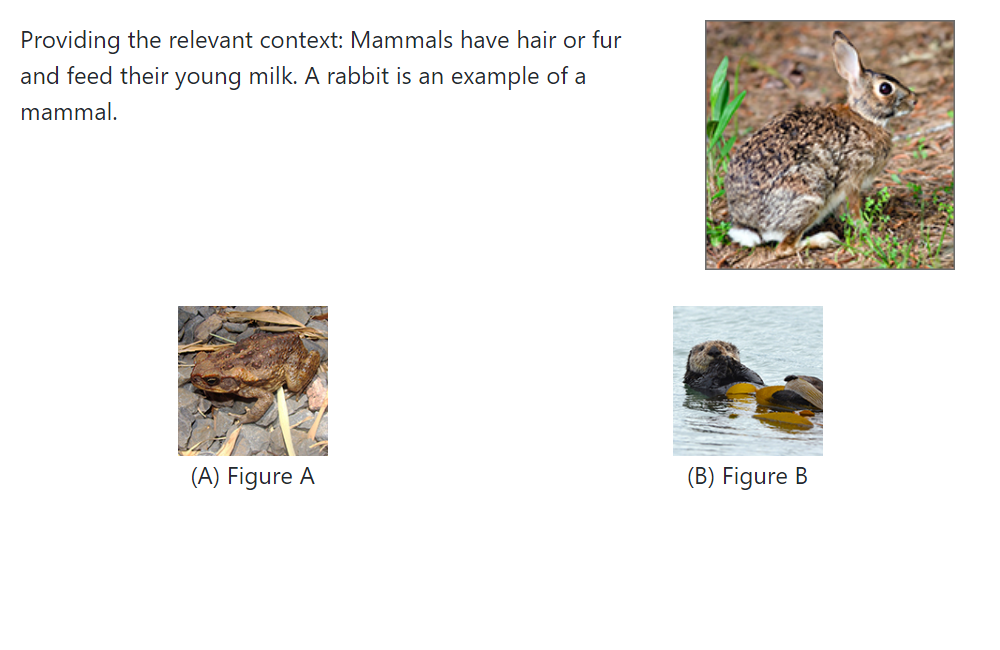 Providing the relevant context: Mammals have hair or fur
and feed their young milk. A rabbit is an example of a
mammal.
(A) Figure A
(B) Figure B